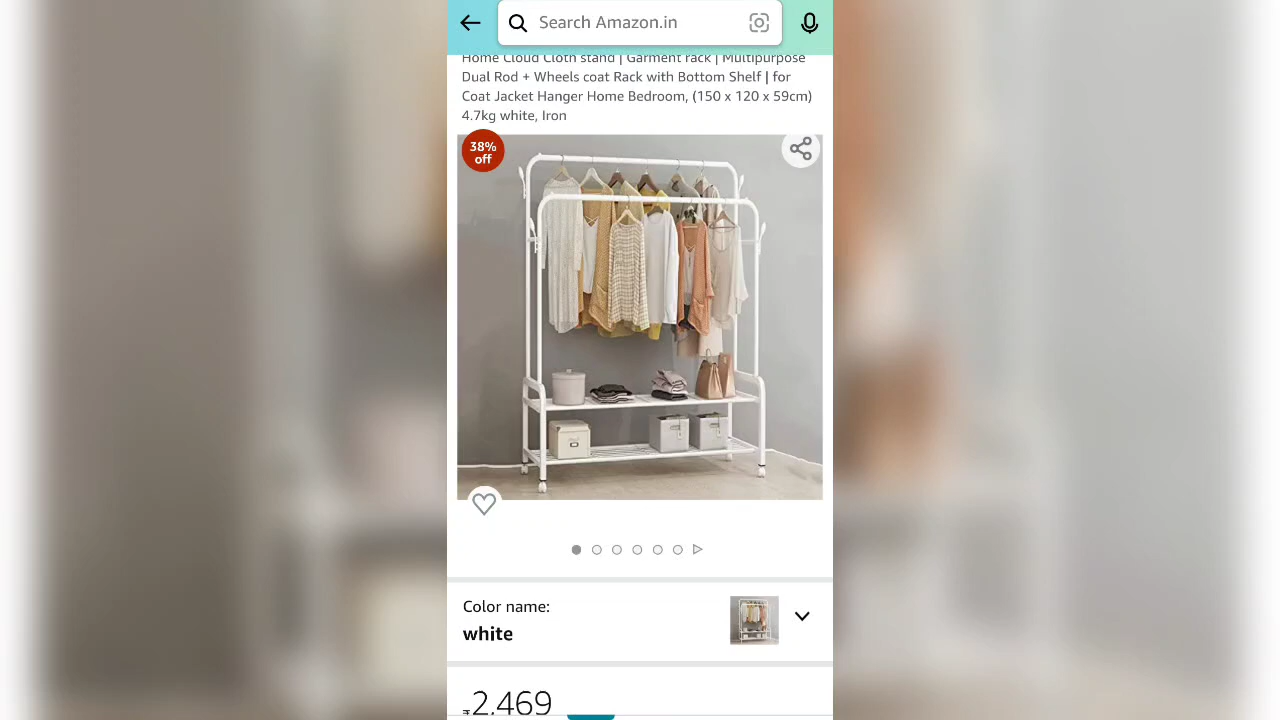 Search Amazon.in
Home Cloud Cloth stand | Garment rack | Multipurpose
Dual Rod + Wheels coat Rack with Bottom Shelf | for
Coat Jacket Hanger Home Bedroom, (150 x 120 x 59cm)
4.7kg white, Iron
38%
off
Color name:
white
₹2,469